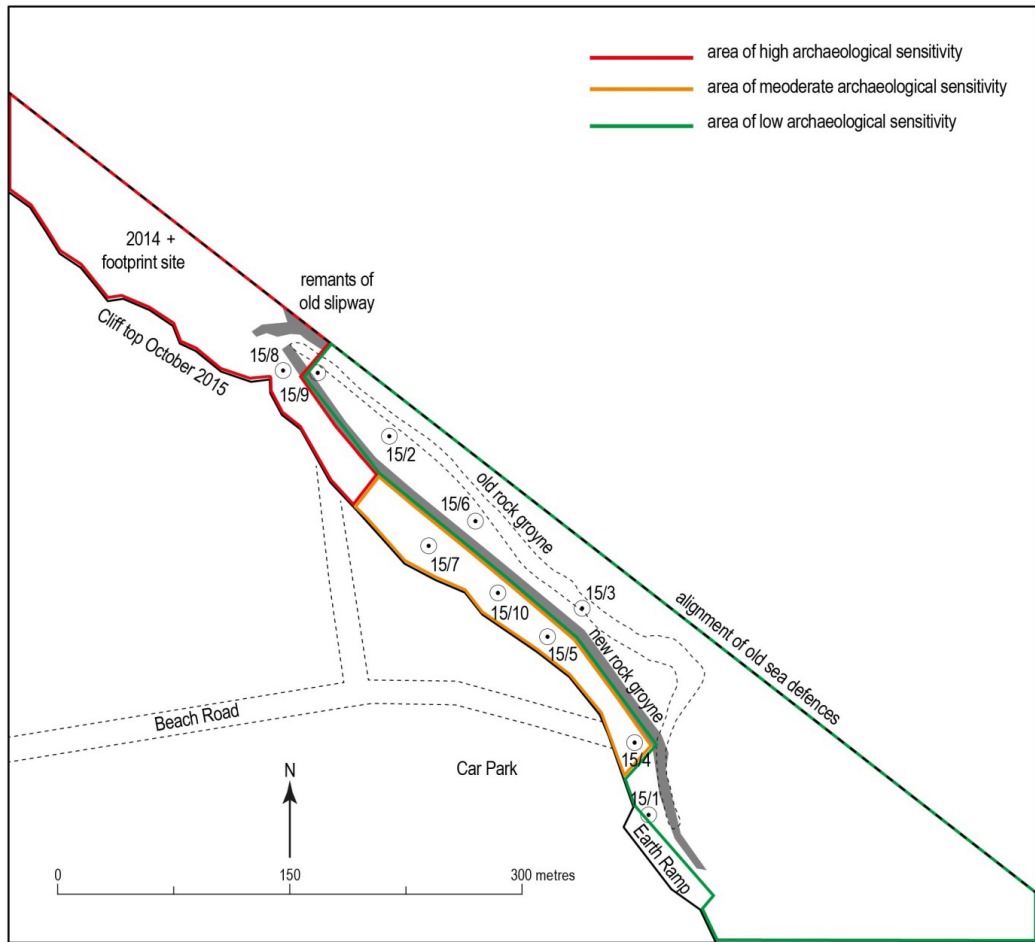 area of high archaeological sensitivity
area of meoderate archaeological sensitivity
area of low archaeological sensitivity
2014 +
footprint site
remants of
old slipway
Cliff top October 2015
15/8
15/9
15/2
15/6
old rock groyne
15/7
15/3
15/10
15/5
new rock groyne
alignment of old sea defences
Beach Road
15/4
Car Park
N
15/1
Earth Ramp
0
150
300 metres